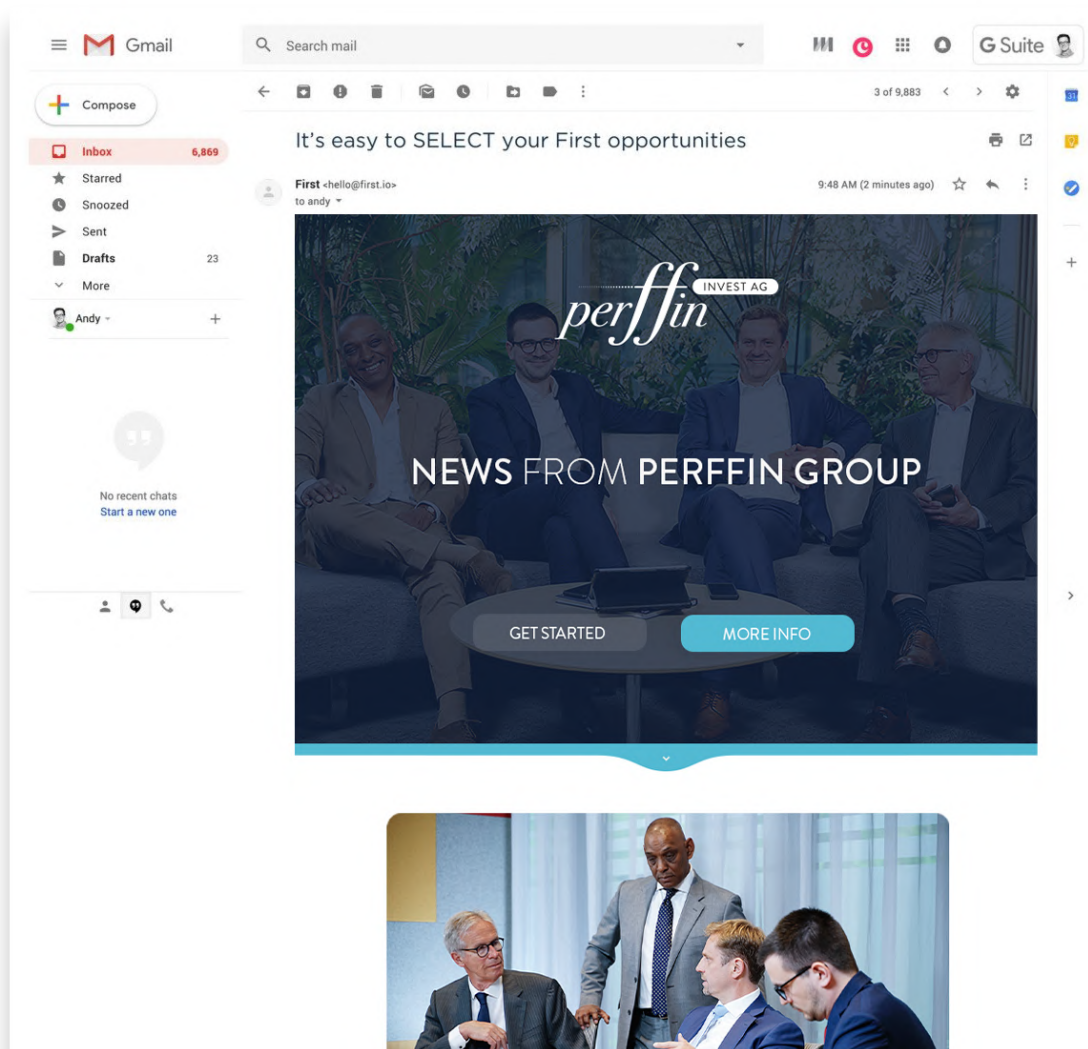 Gmail
Search mail
G Suite
Compose
3 of 9,883
31
Inbox 6,869
Starred
Snoozed
Sent
Drafts 23
More
Andy
No recent chats
Start a new one
It's easy to SELECT your First opportunities
First <hello@first.io>
9:48 AM (2 minutes ago)
to andy
perffin
INVEST AG
NEWS FROM PERFFIN GROUP
GET STARTED
MORE INFO